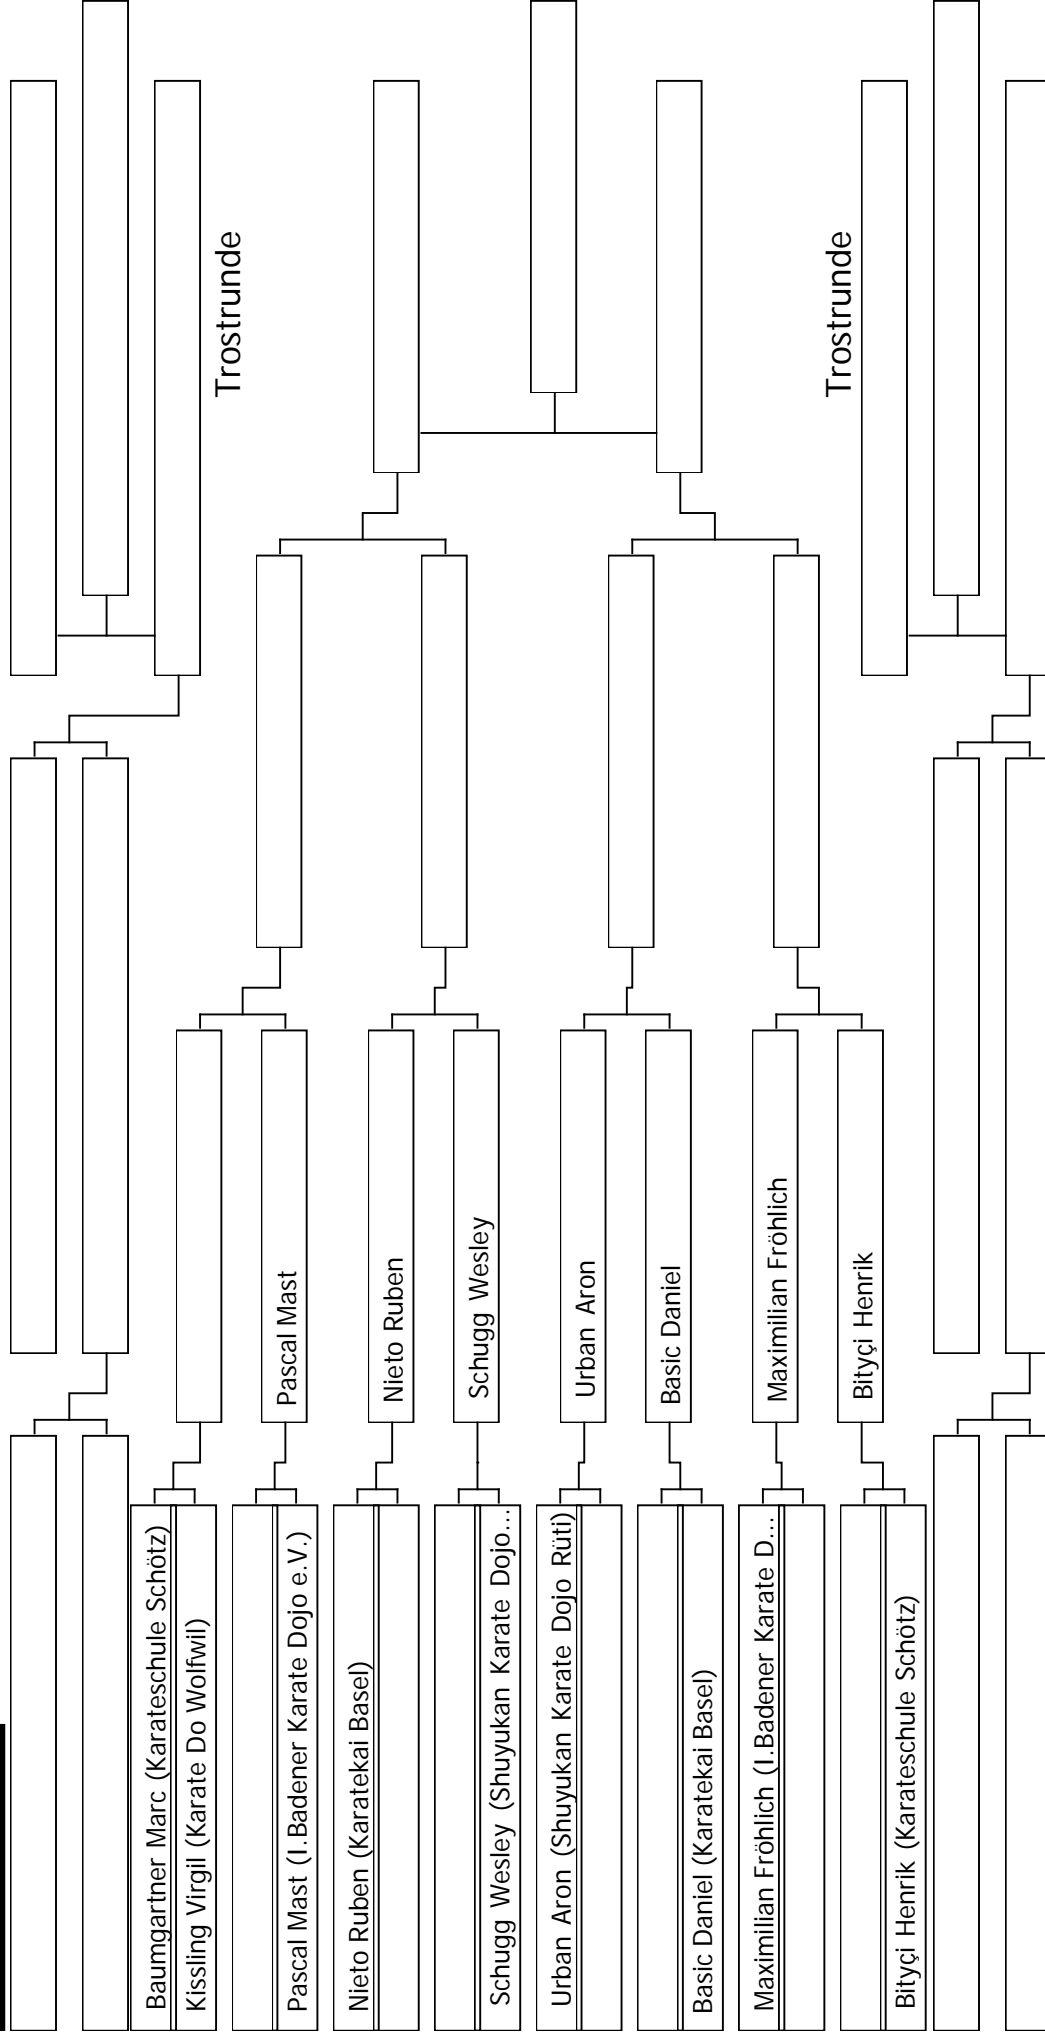 Baumgartner Marc (Karateschule Schötz)
Kissling Virgil (Karate Do Wolfwil)
Pascal Mast (I.Badener Karate Dojo e.V.)
Nieto Ruben (Karatekai Basel)
Schugg Wesley (Shuyukan Karate Dojo...
Urban Aron (Shuyukan Karate Dojo Rüti)
Basic Daniel (Karatekai Basel)
Maximilian Fröhlich (I.Badener Karate D...
Bityçi Henrik (Karateschule Schötz)
Pascal Mast
Nieto Ruben
Schugg Wesley
Urban Aron
Basic Daniel
Maximilian Fröhlich
Bityçi Henrik
Trostrunde
Trostrunde